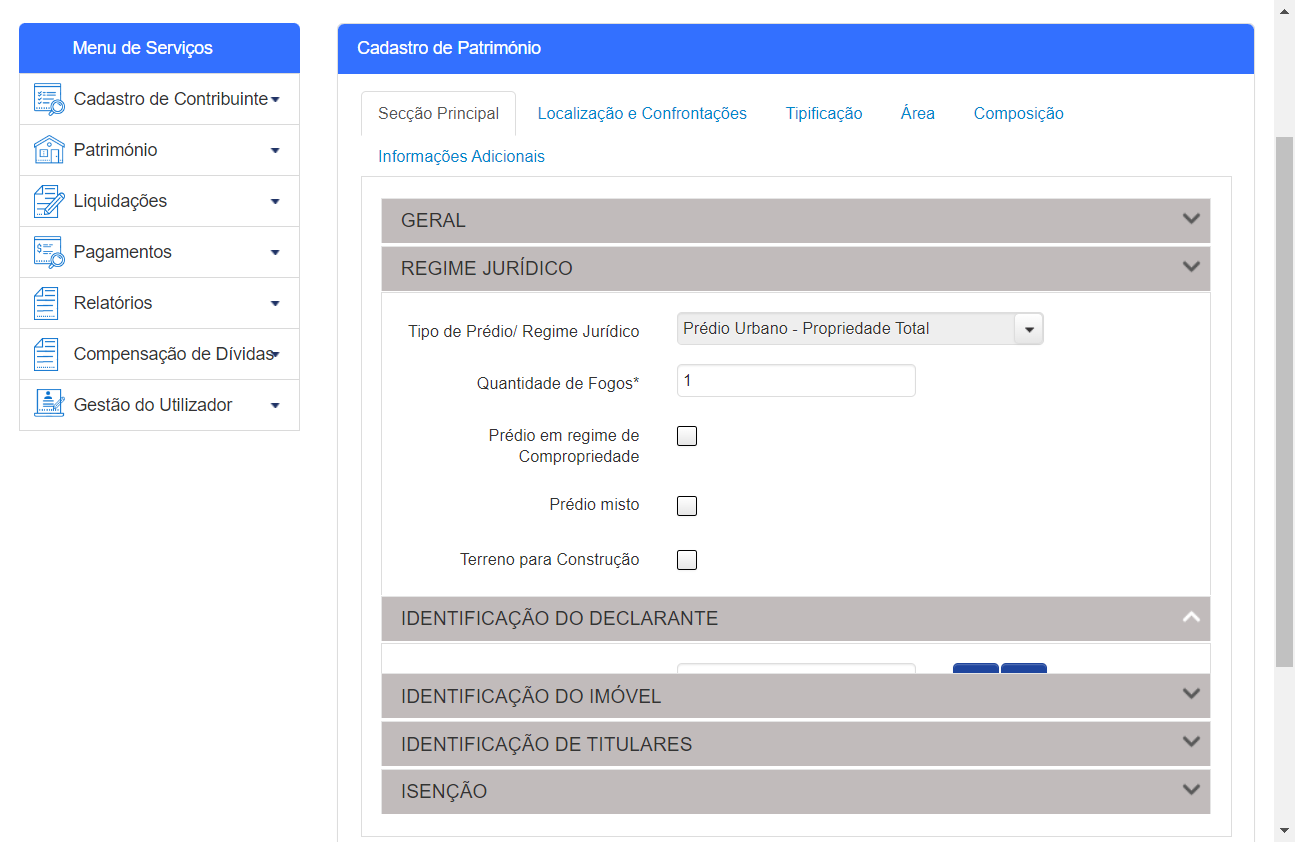 Menu de Serviços
Cadastro de Contribuinte
Património
Liquidações
Pagamentos
Relatórios
Compensação de Dívidas
Gestão do Utilizador
Cadastro de Património
Secção Principal
Localização e Confrontações
Tipificação
Área
Composição
Informações Adicionais
GERAL
REGIME JURÍDICO
Tipo de Prédio/ Regime Jurídico
Prédio Urbano - Propriedade Total
Quantidade de Fogos*
1
Prédio em regime de
Compropriedade
Prédio misto
Terreno para Construção
IDENTIFICAÇÃO DO DECLARANTE
IDENTIFICAÇÃO DO IMÓVEL
IDENTIFICAÇÃO DE TITULARES
ISENÇÃO